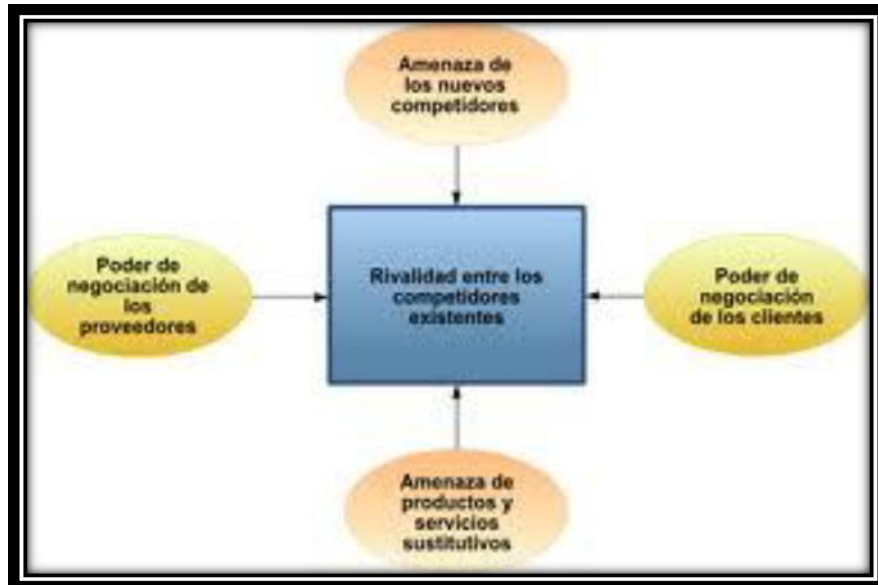 Amenaza de
los nuevos
competidores
Poder de
negociación de
los
proveedores
Rivalidad entre los
competidores
existentes
Poder de
negociación
de los clientes
Amenaza de
productos y
servicios
sustitutivos